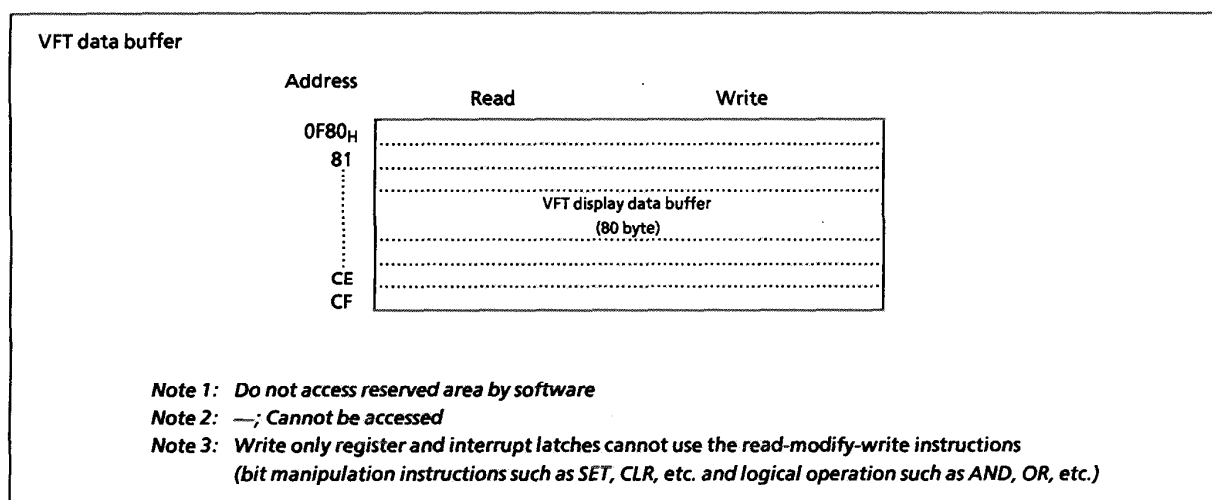 VFT data buffer
Address
Read Write
0F80H
81
VFT display data buffer
(80 byte)
CE
CF
Note 1: Do not access reserved area by software
Note 2: —; Cannot be accessed
Note 3: Write only register and interrupt latches cannot use the read-modify-write instructions
(bit manipulation instructions such as SET, CLR, etc. and logical operation such as AND, OR, etc.)